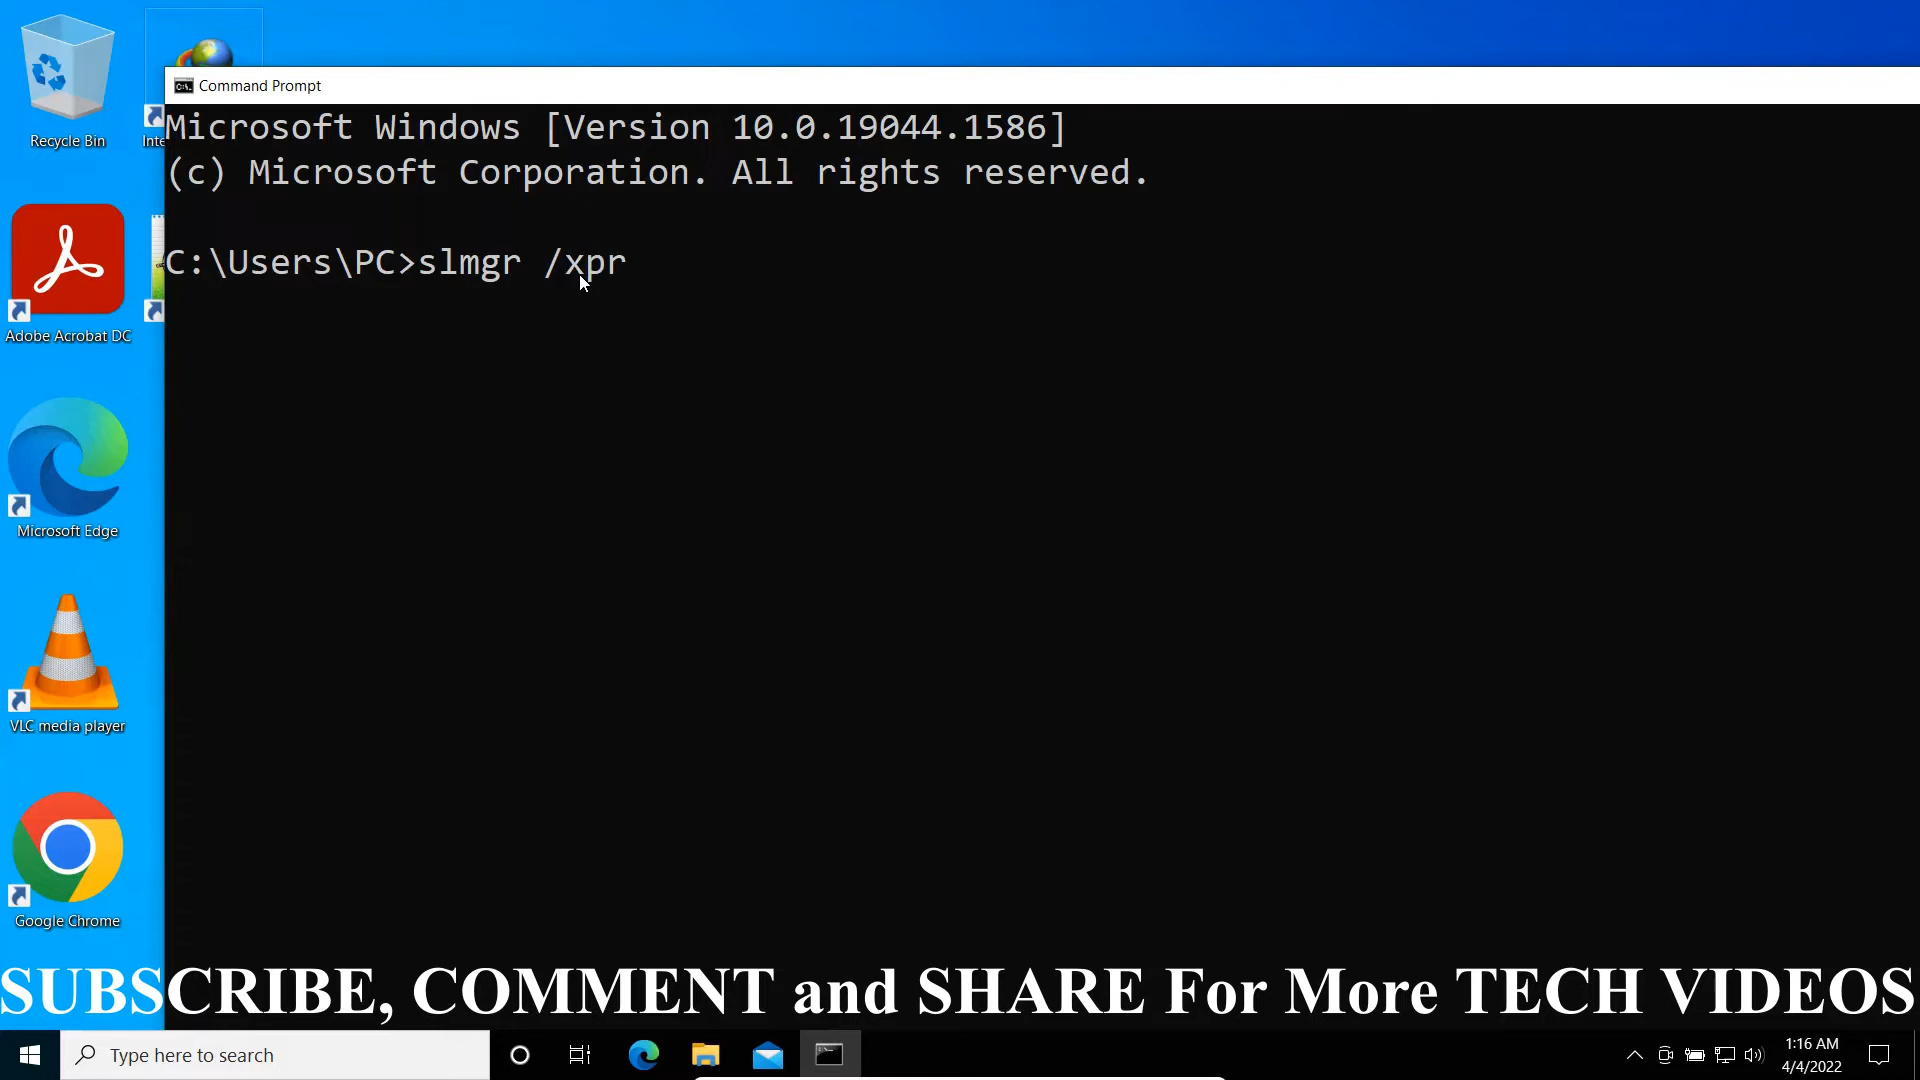 Recycle Bin
Inte
Adobe Acrobat DC
Microsoft Edge
VLC media player
Google Chrome
Command Prompt
Microsoft Windows [Version 10.0.19044.1586]
(c) Microsoft Corporation. All rights reserved.
C:\Users\PC>slmgr /xpr
SUBSCRIBE, COMMENT and SHARE For More TECH VIDEOS
Type here to search
1:16 AM
4/4/2022